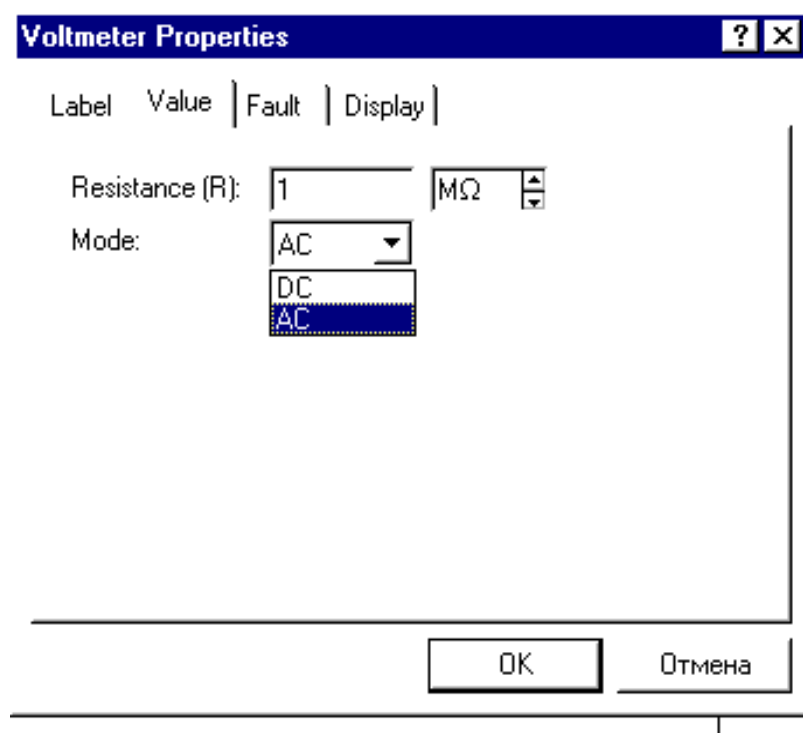 Voltmeter Properties ? ×
Label Value Fault Display
Resistance (R): 1 MΩ
Mode: AC
DC
AC
OK Отмена